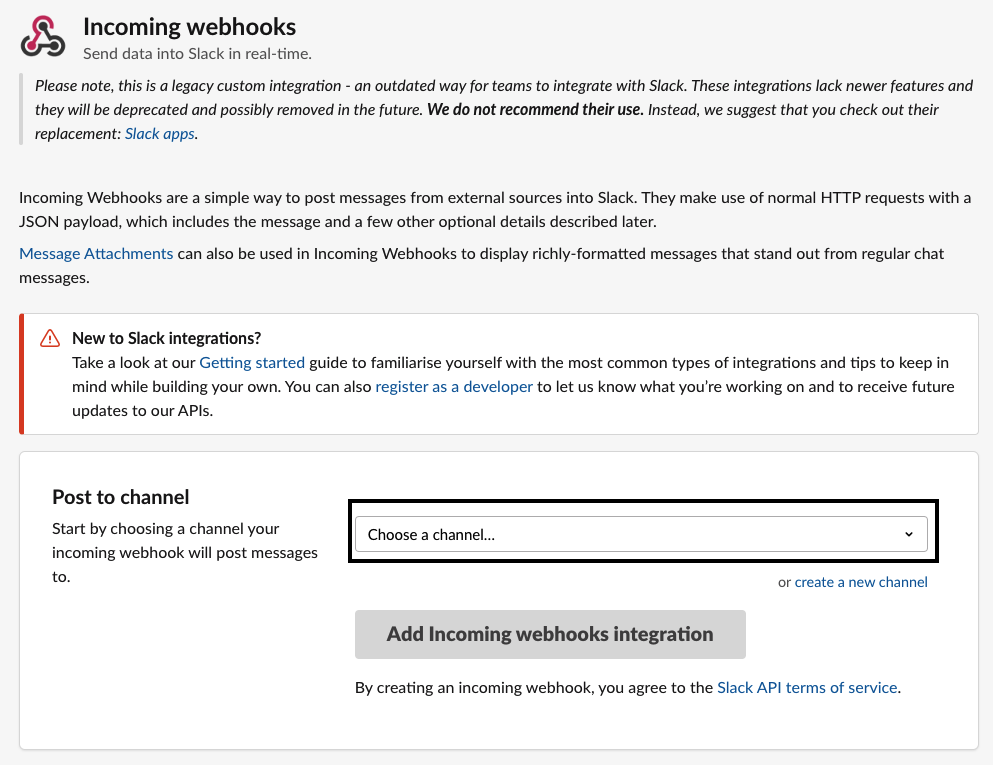 Incoming webhooks
Send data into Slack in real-time.
Please note, this is a legacy custom integration - an outdated way for teams to integrate with Slack. These integrations lack newer features and
they will be deprecated and possibly removed in the future. We do not recommend their use. Instead, we suggest that you check out their
replacement: Slack apps.
Incoming Webhooks are a simple way to post messages from external sources into Slack. They make use of normal HTTP requests with a
JSON payload, which includes the message and a few other optional details described later.
Message Attachments can also be used in Incoming Webhooks to display richly-formatted messages that stand out from regular chat
messages.
New to Slack integrations?
Take a look at our Getting started guide to familiarise yourself with the most common types of integrations and tips to keep in
mind while building your own. You can also register as a developer to let us know what you're working on and to receive future
updates to our APIs.
Post to channel
Start by choosing a channel your
incoming webhook will post messages
to.
Choose a channel...
or create a new channel
Add Incoming webhooks integration
By creating an incoming webhook, you agree to the Slack API terms of service.